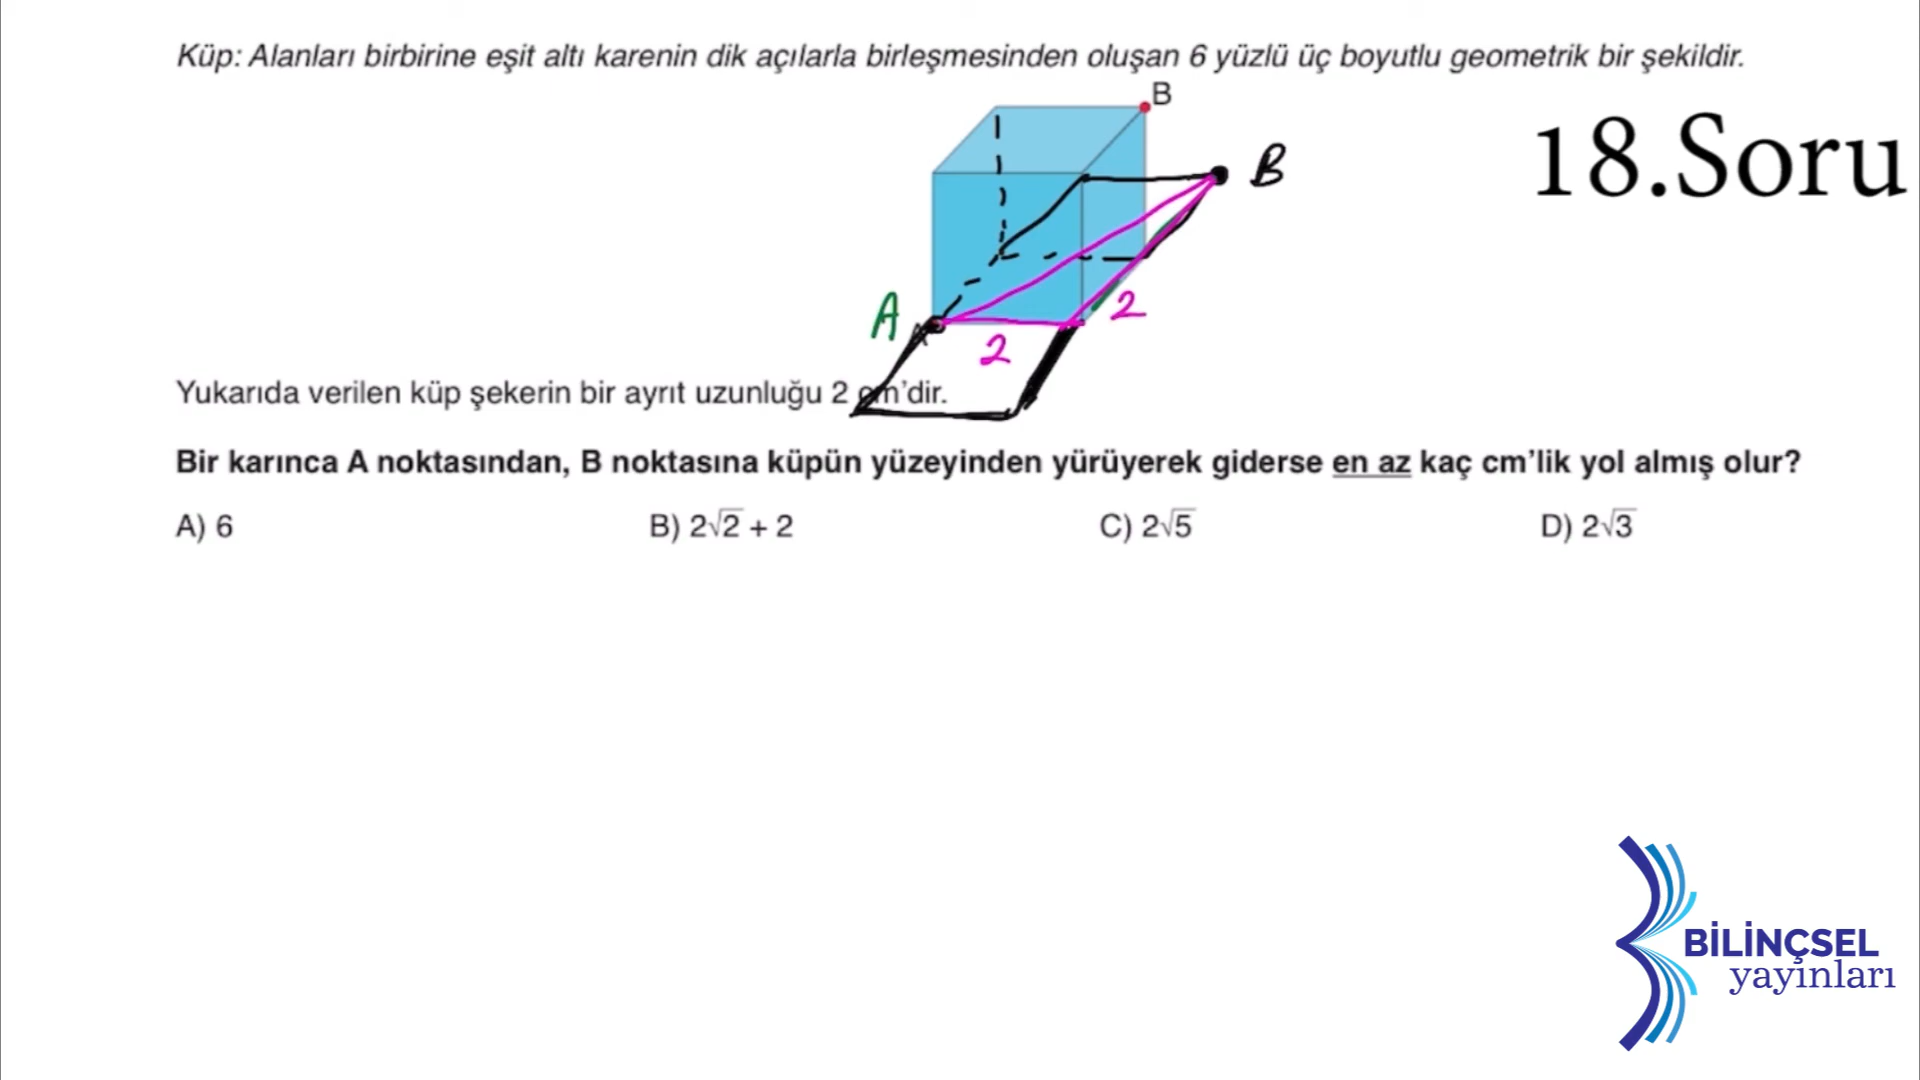 Küp: Alanları birbirine eşit altı karenin dik açılarla birleşmesinden oluşan 6 yüzlü üç boyutlu geometrik bir şekildir.
B
18.Soru
B
A
A
2
2
Yukarıda verilen küp şekerin bir ayrıt uzunluğu 2 cm'dir.
Bir karınca A noktasından, B noktasına küpün yüzeyinden yürüyerek giderse en az kaç cm'lik yol almış olur?
A) 6 B) 2√2 + 2 C) 2√5 D) 2√3
BİLİNÇSEL
yayınları